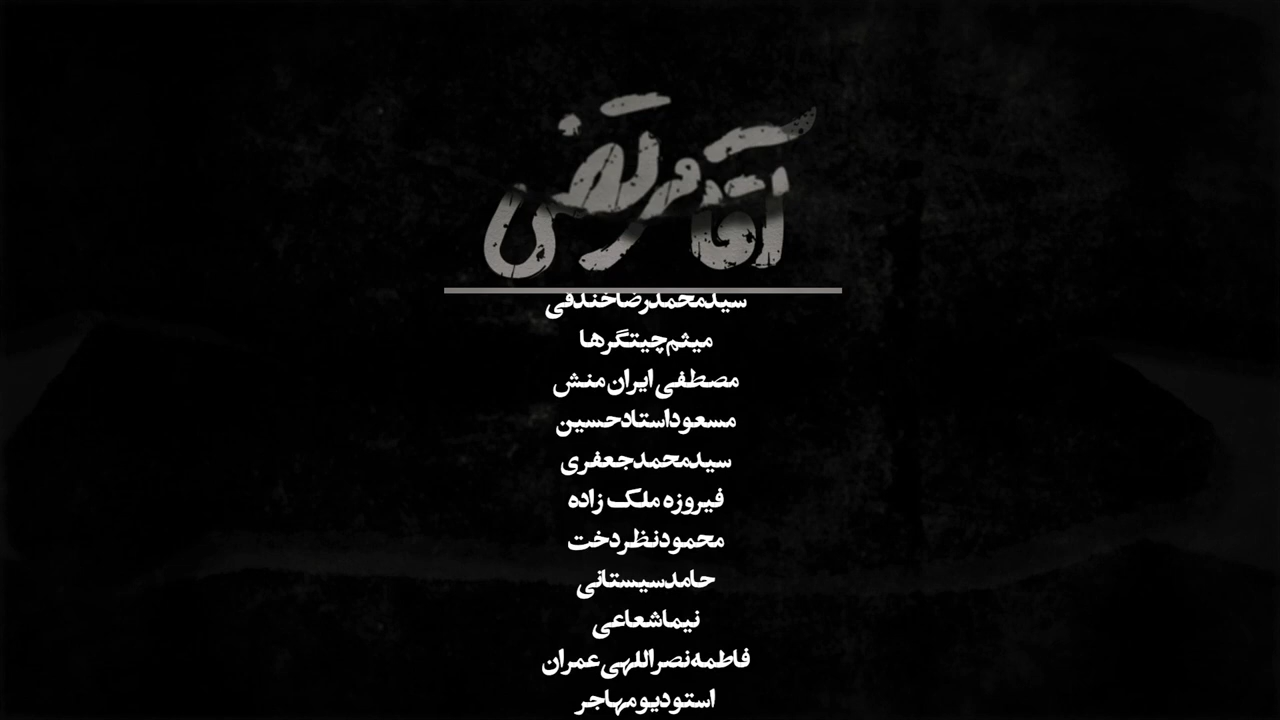 آقا مرتضی
سیدمحمدرضاخندقی
میثم‌چیتگرها
مصطفی ایران‌منش
مسعوداستادحسین
سیدمحمدجعفری
فیروزه ملک زاده
محمودنظردخت
حامدسیستانی
نیماشعاعی
فاطمه‌نصراللهی‌عمران
استودیومهاجر